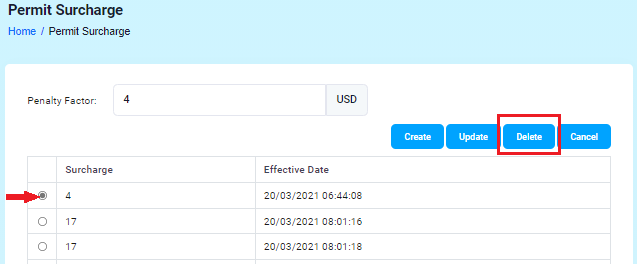 Permit Surcharge
Home / Permit Surcharge
Penalty Factor: 4 USD
Create Update Delete Cancel
Surcharge Effective Date
4 20/03/2021 06:44:08
17 20/03/2021 08:01:16
17 20/03/2021 08:01:18